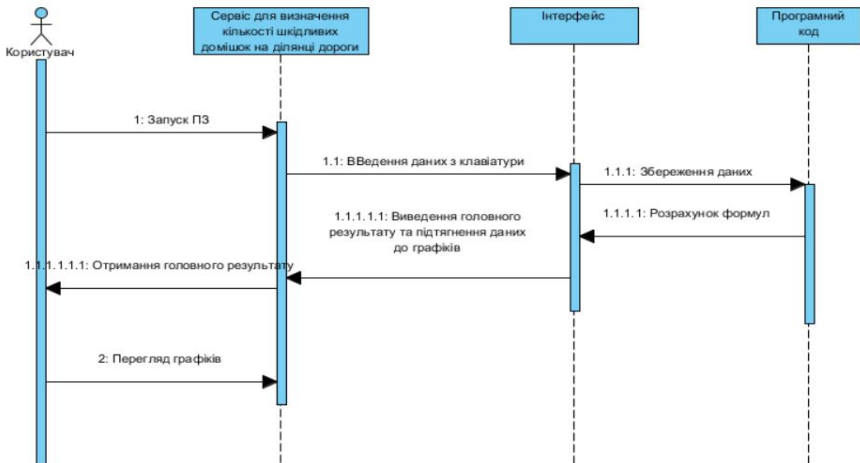 Користувач
Сервіс для визначення
кількості шкідливих
домішок на ділянці дороги
Інтерфейс
Програмний
код
1: Запуск ПЗ
1.1: ВВедення даних з клавіатури
1.1.1: Збереження даних
1.1.1.1: Розрахунок формул
1.1.1.1.1: Виведення головного
результату та підтягнення даних
до графіків
1.1.1.1.1.1: Отримання головного результату
2: Перегляд графіків